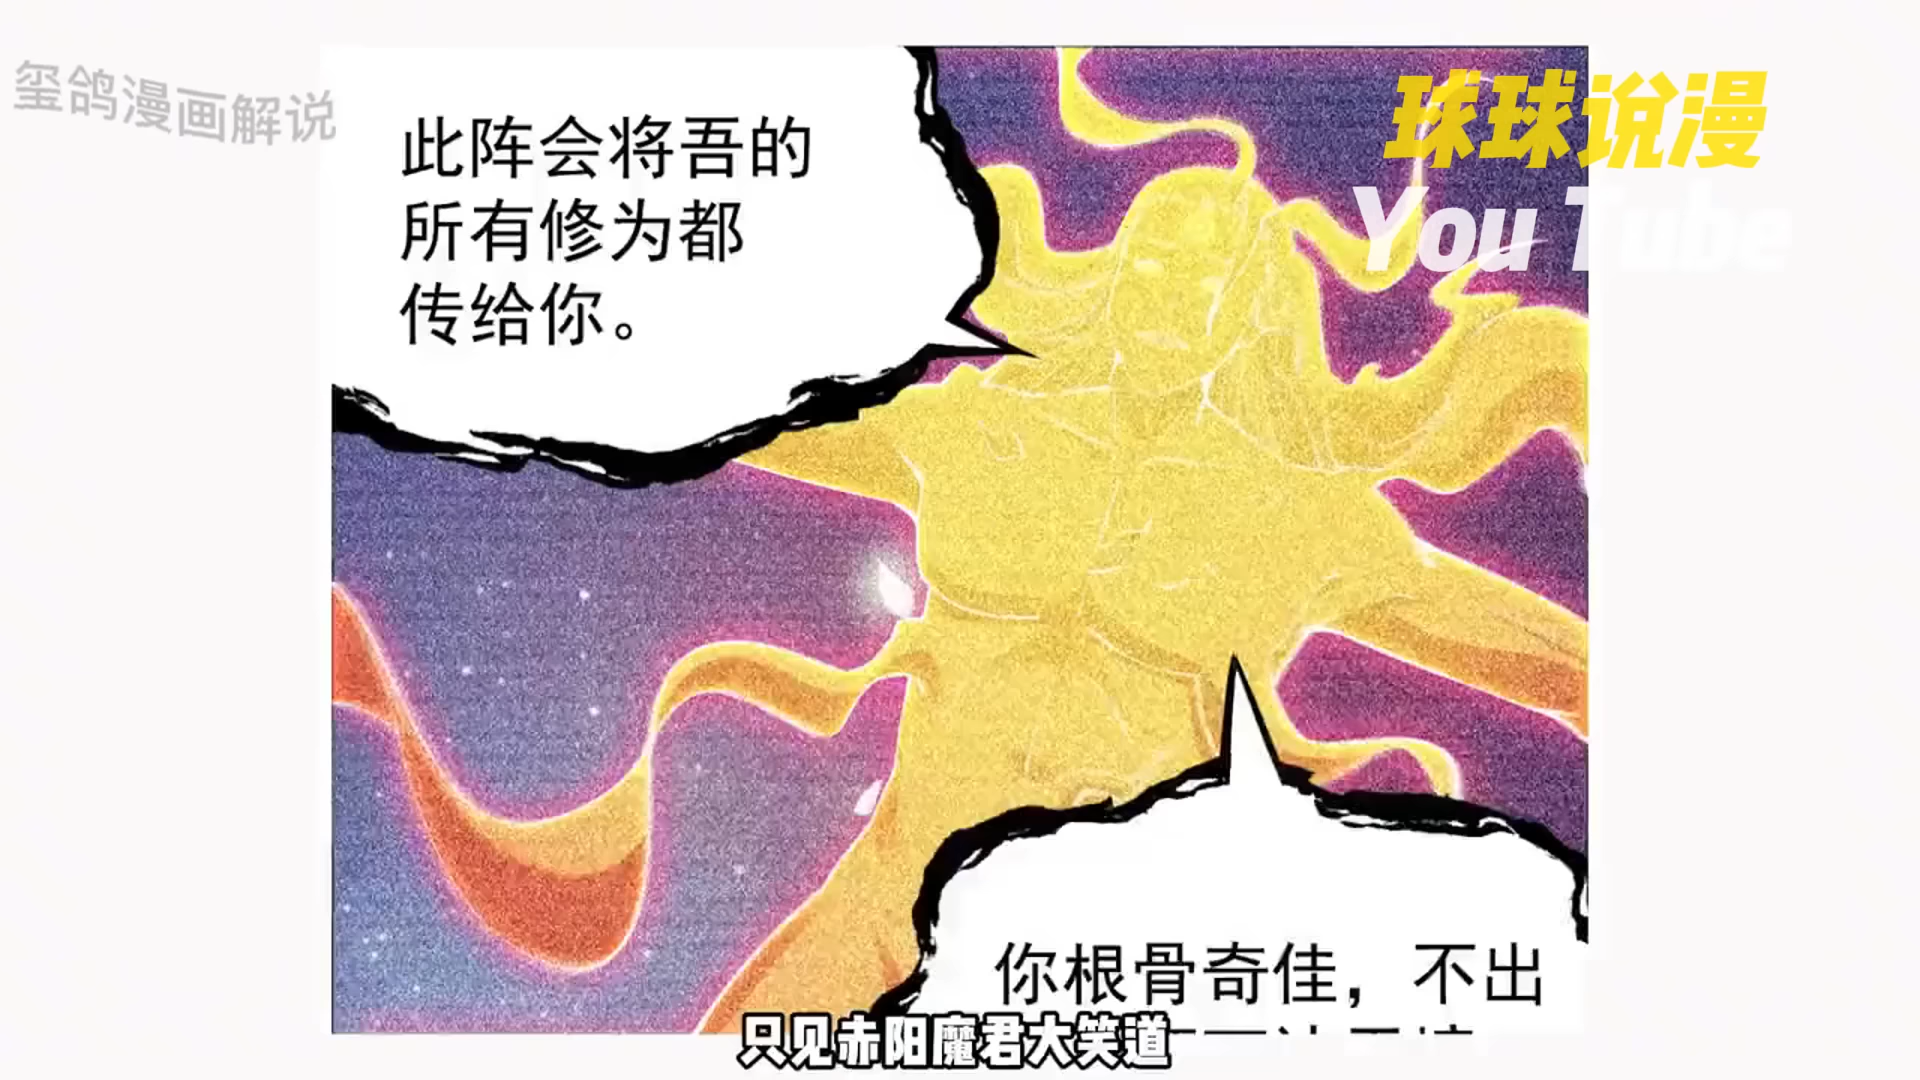 玺鸽漫画解说
球球说漫
YouTube
此阵会将吾的
所有修为都
传给你。
你根骨奇佳，不出
只见赤阳魔君大笑道